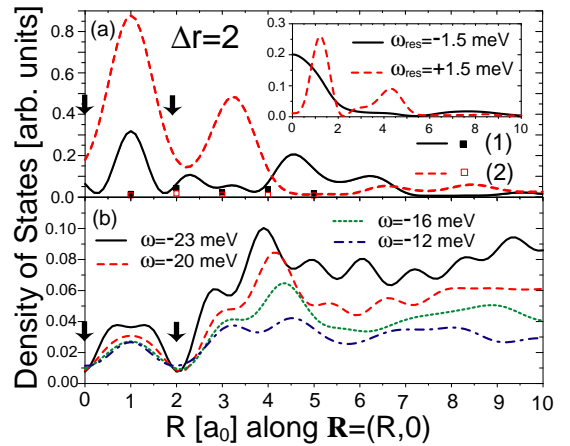 (a)
Δr=2
0.8
0.6
0.4
0.2
0.0
0.3
0.2
0.1
0.0
ω_res=-1.5 meV
ω_res=+1.5 meV
0 2 4 6 8 10
(1)
(2)
Density of States [arb. units]
(b)
0.10
0.08
0.06
0.04
0.02
0.00
ω=-23 meV
ω=-20 meV
ω=-16 meV
ω=-12 meV
0 1 2 3 4 5 6 7 8 9 10
R [a₀] along R=(R,0)